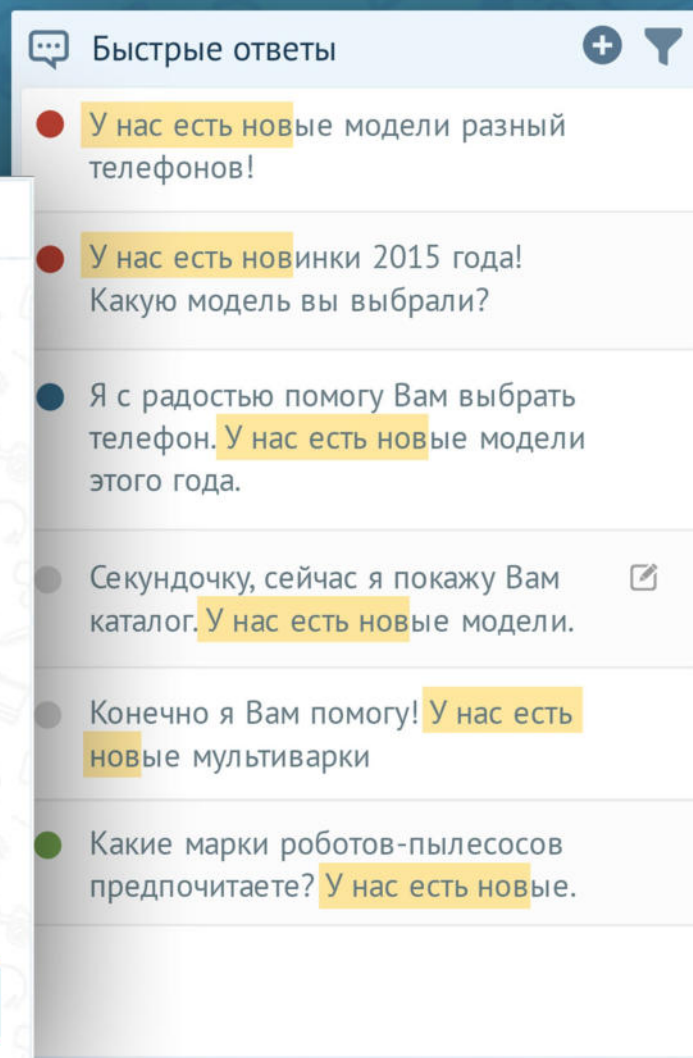 Быстрые ответы
У нас есть новые модели разный
телефонов!
У нас есть новинки 2015 года!
Какую модель вы выбрали?
Я с радостью помогу Вам выбрать
телефон. У нас есть новые модели
этого года.
Секундочку, сейчас я покажу Вам
каталог. У нас есть новые модели.
Конечно я Вам помогу! У нас есть
новые мультиварки
Какие марки роботов-пылесосов
предпочитаете? У нас есть новые.